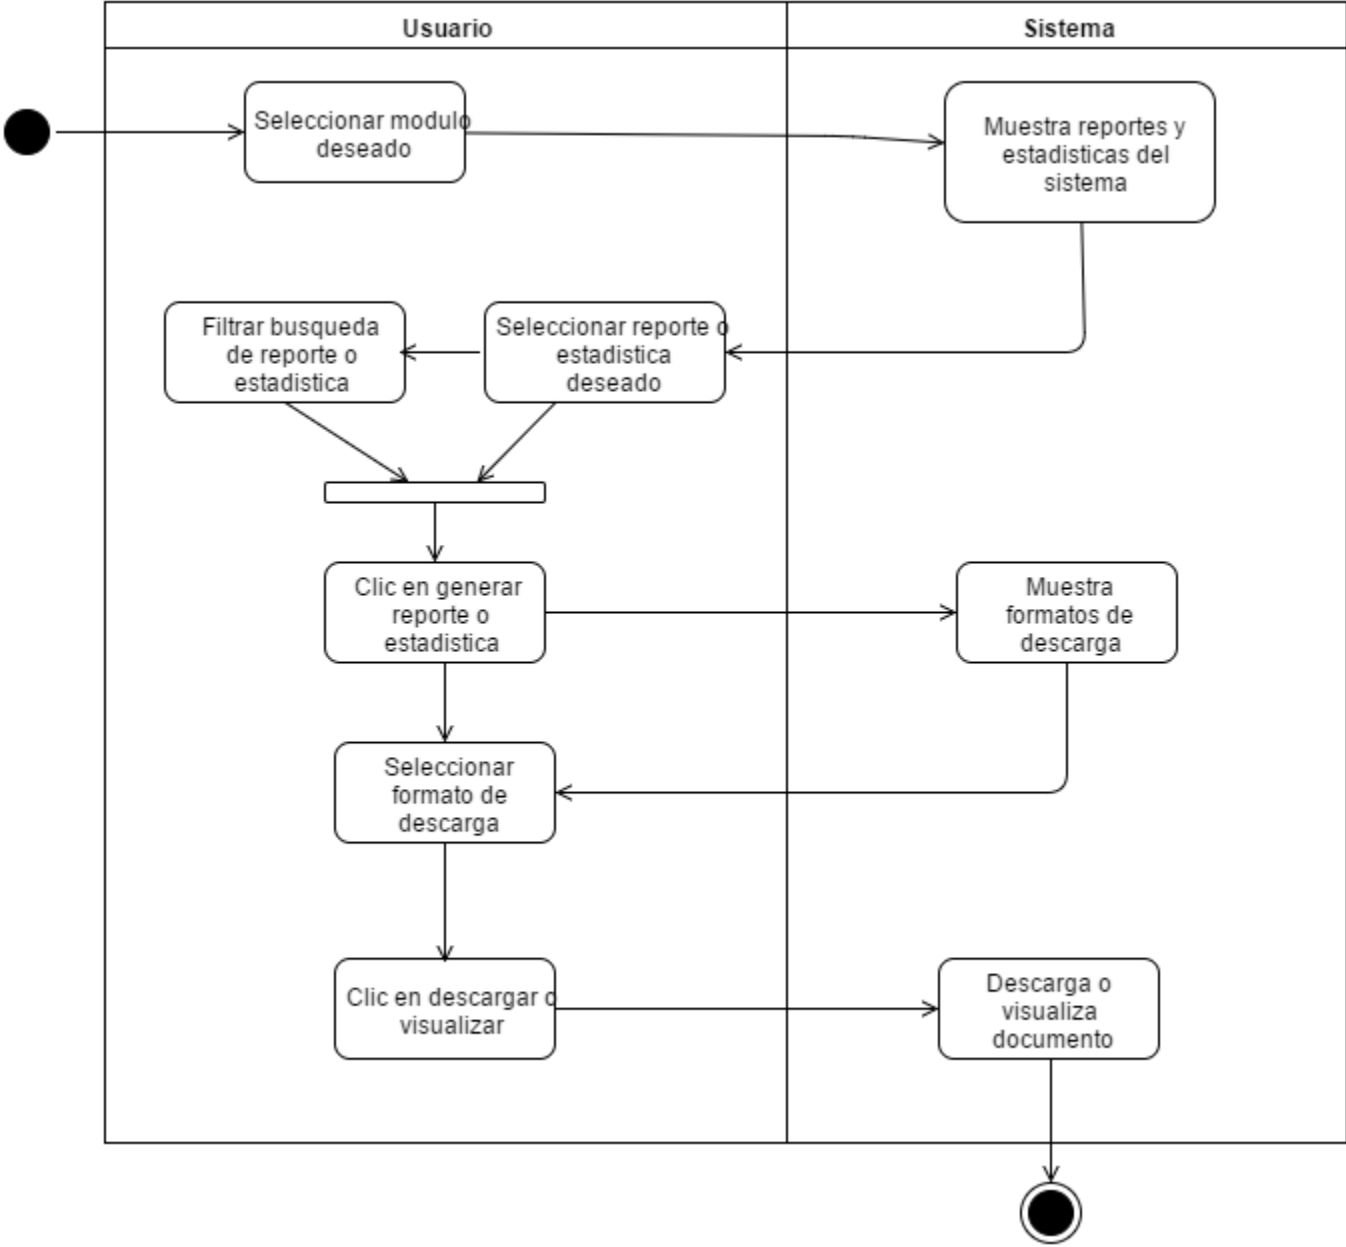 Usuario
Sistema
Seleccionar modulo
deseado
Muestra reportes y
estadisticas del
sistema
Filtrar busqueda
de reporte o
estadistica
Seleccionar reporte o
estadistica
deseado
Clic en generar
reporte o
estadistica
Muestra
formatos de
descarga
Seleccionar
formato de
descarga
Clic en descargar o
visualizar
Descarga o
visualiza
documento